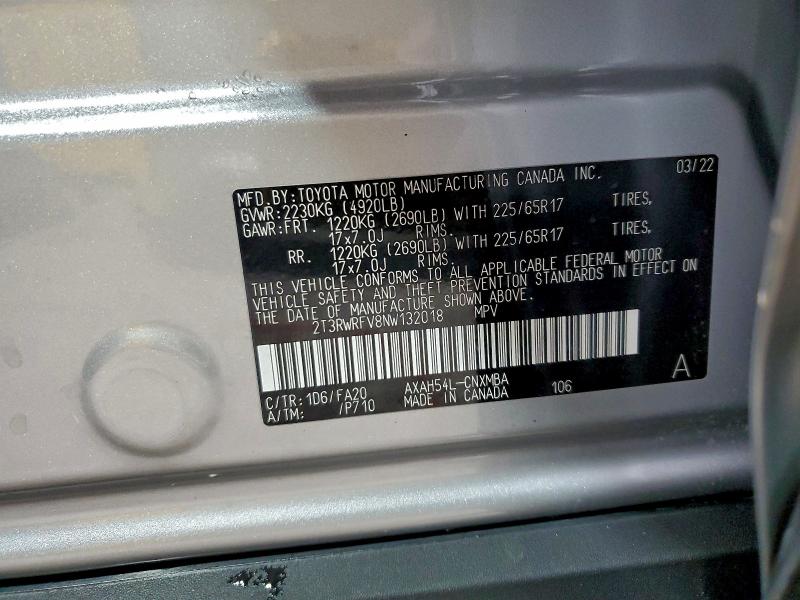 MFD.BY:TOYOTA MOTOR MANUFACTURING CANADA INC. 03/22
GVWR:2230KG (4920LB)
GAWR:FRT. 1220KG (2690LB) WITH 225/65R17 TIRES,
17x7.0J RIMS.
RR. 1220KG (2690LB) WITH 225/65R17 TIRES,
17x7.0J RIMS.
THIS VEHICLE CONFORMS TO ALL APPLICABLE FEDERAL MOTOR
VEHICLE SAFETY AND THEFT PREVENTION STANDARDS IN EFFECT ON
THE DATE OF MANUFACTURE SHOWN ABOVE.
2T3RWRFV8NW132018 MPV
C/TR: 1D6/FA20 AXAH54L-CNXMBA 106 A
A/TM: /P710 MADE IN CANADA